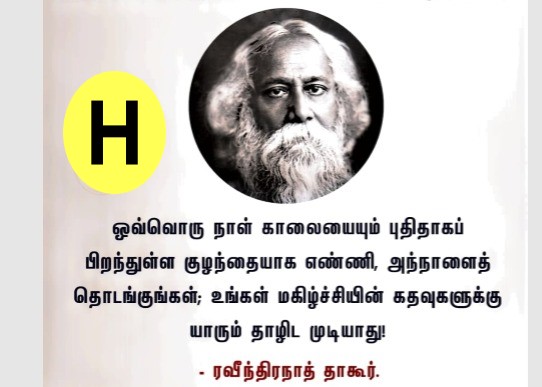 H
ஒவ்வொரு நாள் காலையையும் புதிதாகப்
பிறந்துள்ள குழந்தையாக எண்ணி, அந்நாளைத்
தொடங்குங்கள்; உங்கள் மகிழ்ச்சியின் கதவுகளுக்கு
யாரும் தாழிட முடியாது!
- ரவீந்திரநாத் தாகூர்.